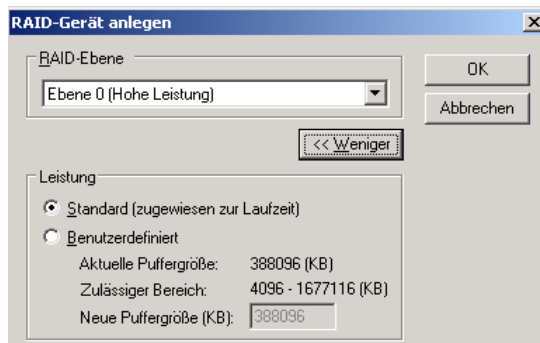 RAID-Gerät anlegen
RAID-Ebene
Ebene 0 (Hohe Leistung)
OK
Abbrechen
<< Weniger
Leistung
Standard (zugewiesen zur Laufzeit)
Benutzerdefiniert
Aktuelle Puffergröße: 388096 (KB)
Zulässiger Bereich: 4096 - 1677116 (KB)
Neue Puffergröße (KB): 388096